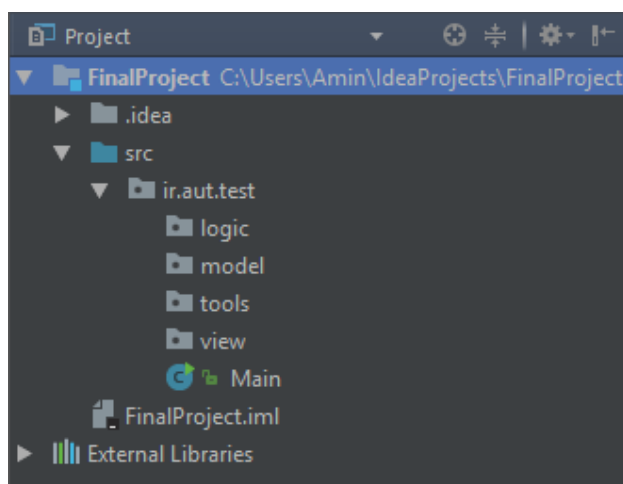 Project
FinalProject C:\Users\Amin\IdeaProjects\FinalProject
.idea
src
ir.aut.test
logic
model
tools
view
Main
FinalProject.iml
External Libraries